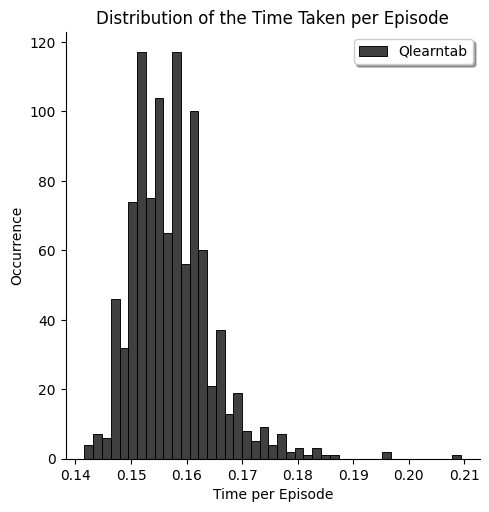 Distribution of the Time Taken per Episode
Qlearntab
120
100
80
60
40
20
0
Occurrence
0.14 0.15 0.16 0.17 0.18 0.19 0.20 0.21
Time per Episode